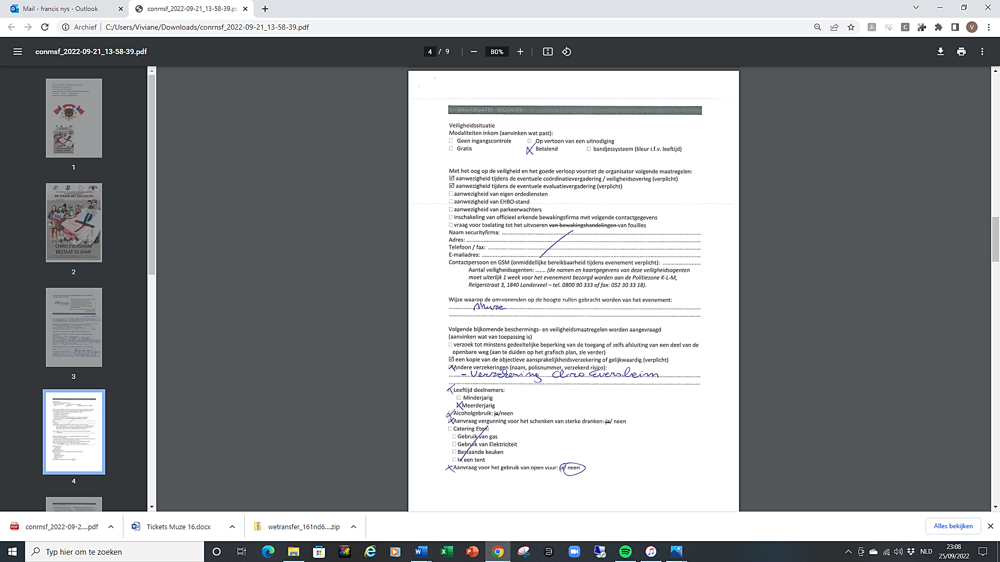 Mail - francis nys - Outlook
conrnsf_2022-09-21_13-58-39.pd
Archief
C:/Users/Viviane/Downloads/conrnsf_2022-09-21_13-58-39.pdf
V
conrnsf_2022-09-21_13-58-39.pdf
4 / 9
80%
1
WE STEGEN MET EEN ZUCHT!
CHIRO EVERSHEIM
BESTAAT 50 JAAR!
2
meise
3
4
2 - ORGANISATIE - SECURITIY
Veiligheidssituatie
Modaliteiten inkom (aanvinken wat past):
Geen ingangscontrole Op vertoon van een uitnodiging
Gratis Betalend bandjessysteem (kleur i.f.v. leeftijd)
Met het oog op de veiligheid en het goede verloop voorziet de organisator volgende maatregelen:
aanwezigheid tijdens de eventuele coördinatievergadering / veiligheidsoverleg (verplicht)
aanwezigheid tijdens de eventuele evaluatievergadering (verplicht)
aanwezigheid van eigen ordediensten
aanwezigheid van EHBO-stand
aanwezigheid van parkeerwachters
inschakeling van officieel erkende bewakingsfirma met volgende contactgegevens
vraag voor toelating tot het uitvoeren van bewakingshandelingen van fouilles
Naam securityfirma:
Adres:
Telefoon / fax:
E-mailadres:
Contactpersoon en GSM (onmiddellijke bereikbaarheid tijdens evenement verplicht):
Aantal veiligheidsagenten: ....... (de namen en kaartgegevens van deze veiligheidsagenten
moet uiterlijk 1 week voor het evenement bezorgd worden aan de Politiezone K-L-M,
Reigerstraat 3, 1840 Londerzeel – tel. 0800 90 333 of fax: 052 30 33 18).
Wijze waarop de omwonenden op de hoogte zullen gebracht worden van het evenement:
Muze
Volgende bijkomende beschermings- en veiligheidsmaatregelen worden aangevraagd
(aanvinken wat van toepassing is)
verzoek tot minstens gedeeltelijke beperking van de toegang of zelfs afsluiting van een deel van de
openbare weg (aan te duiden op het grafisch plan, zie verder)
een kopie van de objectieve aansprakelijkheidsverzekering of gelijkwaardig (verplicht)
Andere verzekeringen (naam, polisnummer, verzekerd risico):
- Verzekering Chiro Eversheim
Leeftijd deelnemers:
Minderjarig
Meerderjarig
Alcoholgebruik: ja/neen
Aanvraag vergunning voor het schenken van sterke dranken: ja/ neen
Catering Eten:
Gebruik van gas
Gebruik van Elektriciteit
Bestaande keuken
In een tent
Aanvraag voor het gebruik van open vuur: ja/ neen
conrnsf_2022-09-2....pdf
Tickets Muze 16.docx
wetransfer_161nd6....zip
Alles bekijken
Typ hier om te zoeken
NLD
23:08
25/09/2022